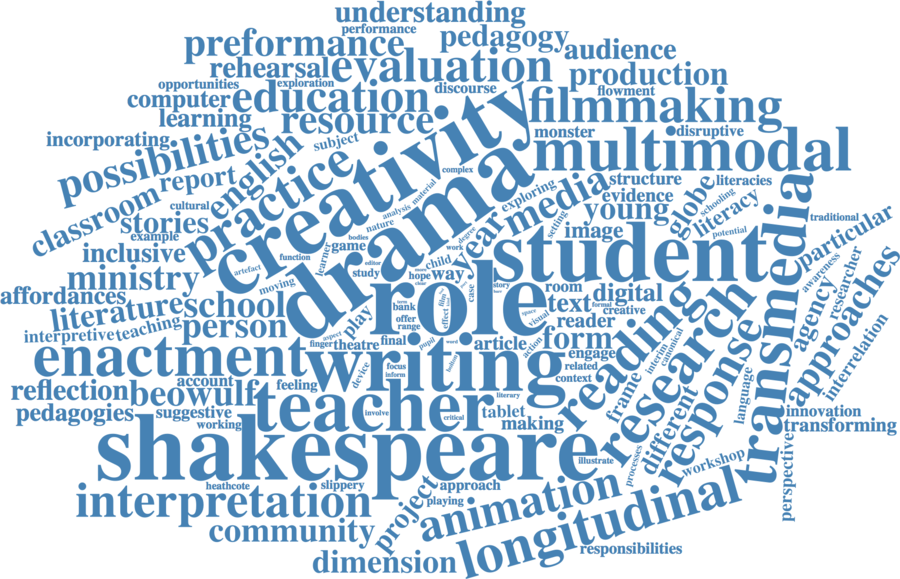 understanding
performance
preformance
pedagogy
audience
rehearsal
evaluation
production
opportunities
exploration
discourse
flowment
computer
education
filmmaking
learning
resource
incorporating
subject
monster
disruptive
possibilities
english
creativity
multimodal
practice
complex
classroom
report
cultural
analysis
material
nature
drama
media
exploring
structure
literacies
evidence
schooling
globe
literacy
potential
traditional
stories
example
bodies
game
year
degree
work
setting
young
image
student
transmedia
particular
inclusive
function
learner
editor
study
child
hope
way
case
story
room
digital
awareness
researcher
ministry
artefact
moving
role
char
film
effect
text
formal
creative
affordances
literature
school
play
term
bank
offer
range
space
visual
reader
reading
research
agency
approaches
interpretive
teaching
person
aspect
finger
theatre
final
pupil
word
article
action
form
interim
canonical
interrelation
enactment
writing
device
focus
inform
engage
related
context
response
reflection
beowulf
account
feeling
literary
frame
different
language
innovation
pedagogies
suggestive
working
teacher
involve
critical
tablet
making
transforming
shakespeare
illustrate
processes
workshop
perspective
heathcote
slippery
approach
interpretation
project
playing
animation
longitudinal
community
dimension
responsibilities